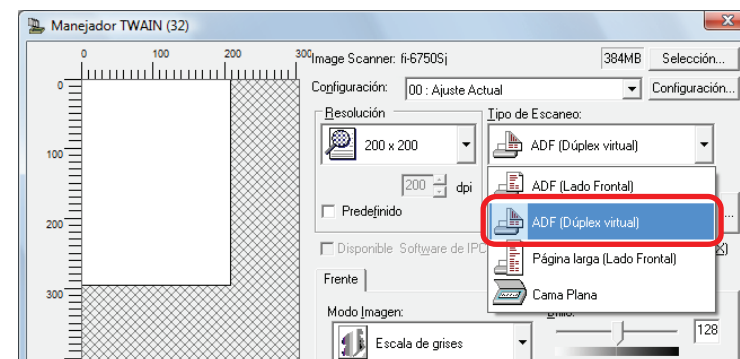 Manejador TWAIN (32)
0 100 200 300
Image Scanner: fi-6750Sj 384MB Selección...
Configuración: 00 : Ajuste Actual Configuración...
Resolución Tipo de Escaneo:
0
200 x 200 ADF (Dúplex virtual)
100
200 dpi ADF (Lado Frontal)
Predefinido
200 ADF (Dúplex virtual) ...
Disponible Software de IPC
Página larga (Lado Frontal)
Frente
300 Cama Plana
Modo Imagen:
128
Escala de grises